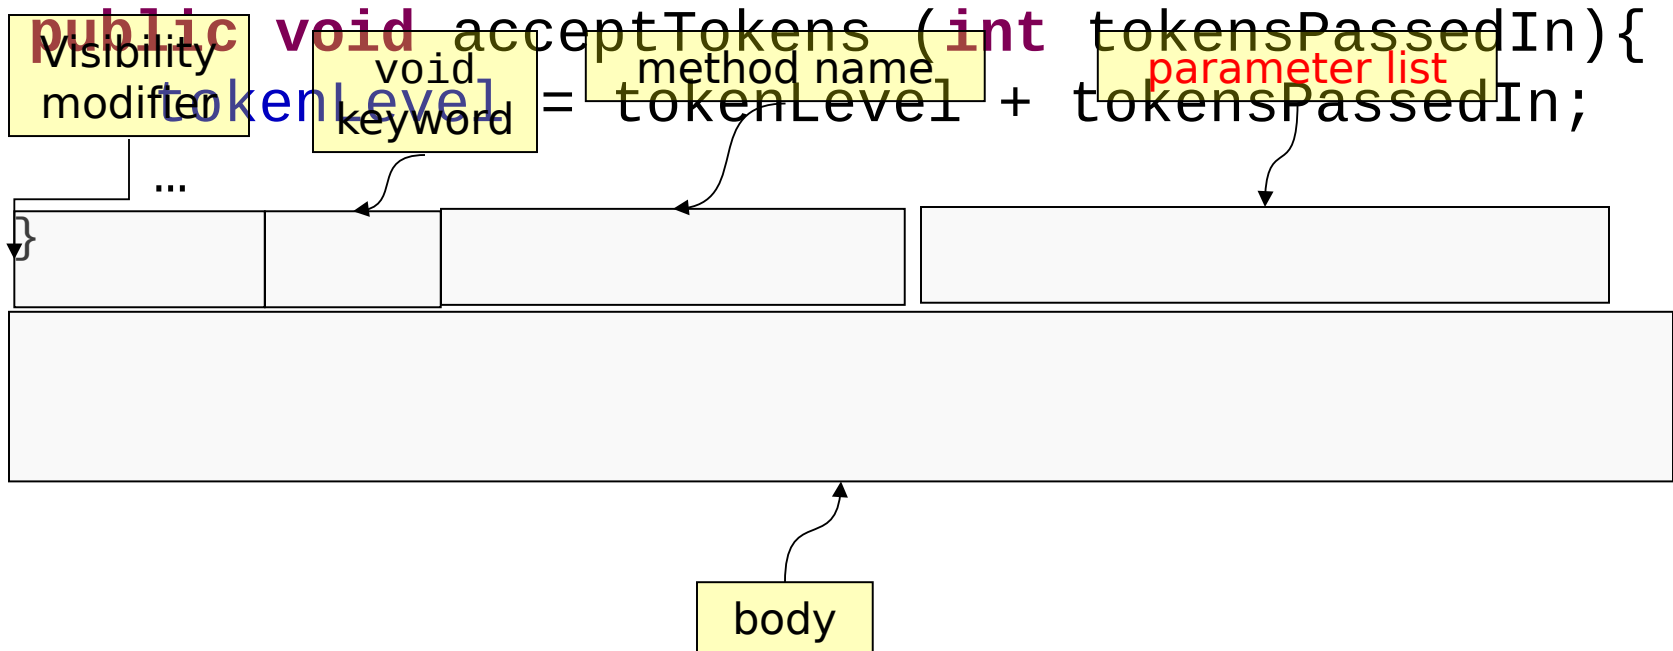 public void acceptTokens (int tokensPassedIn){
tokenLevel = tokenLevel + tokensPassedIn;
…
}
Visibility
modifier
void
keyword
method name
parameter list
body